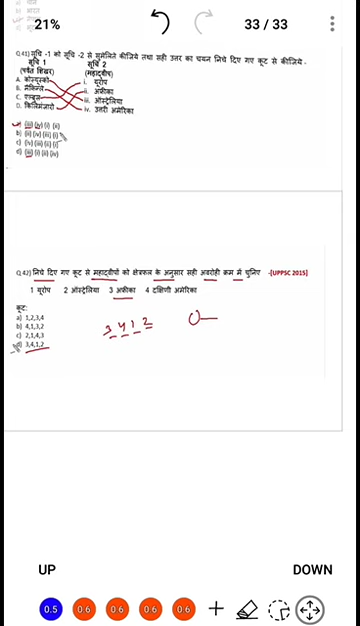 21%
33 / 33
Q.41) सूचि -1 को सूचि -2 से सुमेलित कीजिये तथा सही उत्तर का चयन निचे दिए गए कूट से कीजिये -
सूचि 1 सूचि 2
(पर्वत शिखर) (महाद्वीप)
A. कोस्यूस्को i. यूरोप
B. मैकिन्ले ii. अफ्रीका
C. एल्ब्रुस iii. ऑस्ट्रेलिया
D. किलिमंजारो iv. उत्तरी अमेरिका
a) (iii) (iv) (i) (ii)
b) (ii) (iv) (iii) (i)
c) (iv) (iii) (ii) (i)
d) (iii) (i) (ii) (iv)
Q.42) निचे दिए गए कूट से महाद्वीपों को क्षेत्रफल के अनुसार सही अवरोही क्रम में चुनिए -[UPPSC 2015]
1 यूरोप 2 ऑस्ट्रेलिया 3 अफ्रीका 4 दक्षिणी अमेरिका
कूट:
a) 1,2,3,4
b) 4,1,3,2
c) 2,1,4,3
d) 3,4,1,2
3 4 1 2
UP
DOWN
0.5 0.6 0.6 0.6 0.6